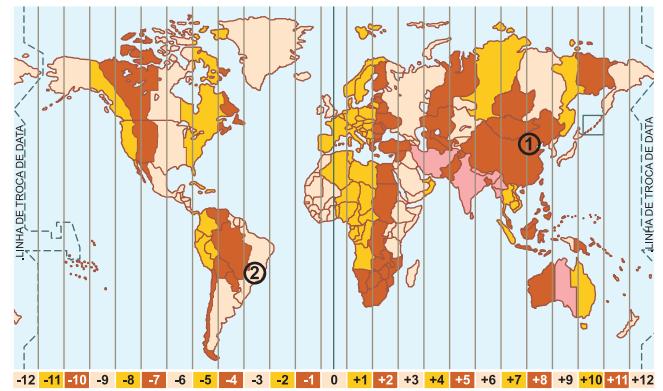 LINHA DE TROCA DE DATA
LINHA DE TROCA DE DATA
1
2
-12 -11 -10 -9 -8 -7 -6 -5 -4 -3 -2 -1 0 +1 +2 +3 +4 +5 +6 +7 +8 +9 +10 +11 +12